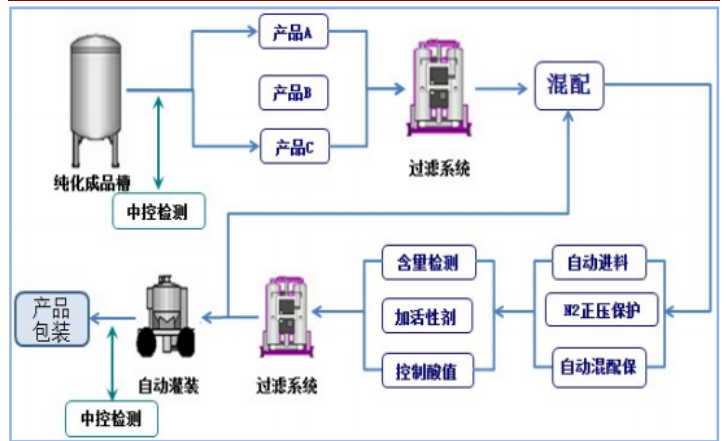 产品A
产品B
产品C
混配
纯化成品槽
过滤系统
中控检测
含量检测
加活性剂
控制酸值
自动进料
N2正压保护
自动混配保
产品
包装
自动灌装
过滤系统
中控检测